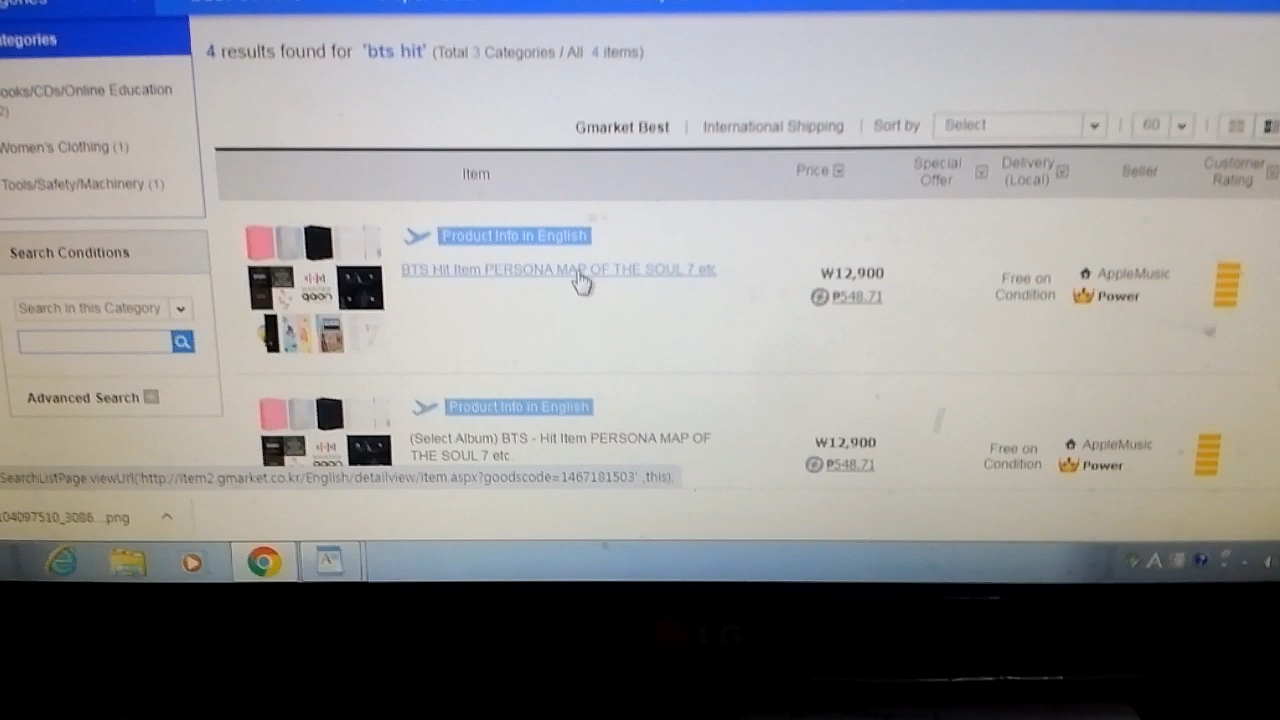 tegories
4 results found for 'bts hit' (Total 3 Categories / All 4 items)
ooks/CDs/Online Education
2)
Women's Clothing (1)
Tools/Safety/Machinery (1)
Gmarket Best | International Shipping | Sort by Select 60
Item Price Special Offer Delivery (Local) Seller Customer Rating
Search Conditions
Search in this Category
Advanced Search
Product Info in English
BTS Hit Item PERSONA MAP OF THE SOUL 7 etc
₩12,900
₱548.71
Free on Condition
AppleMusic
Power
gaon
Product Info in English
(Select Album) BTS - Hit Item PERSONA MAP OF
THE SOUL 7 etc
₩12,900
₱548.71
Free on Condition
AppleMusic
Power
SearchListPage.viewUrl('http://item2.gmarket.co.kr/English/detailview/item.aspx?goodscode=1467181503' ,this);
04097510_3086....png
LG